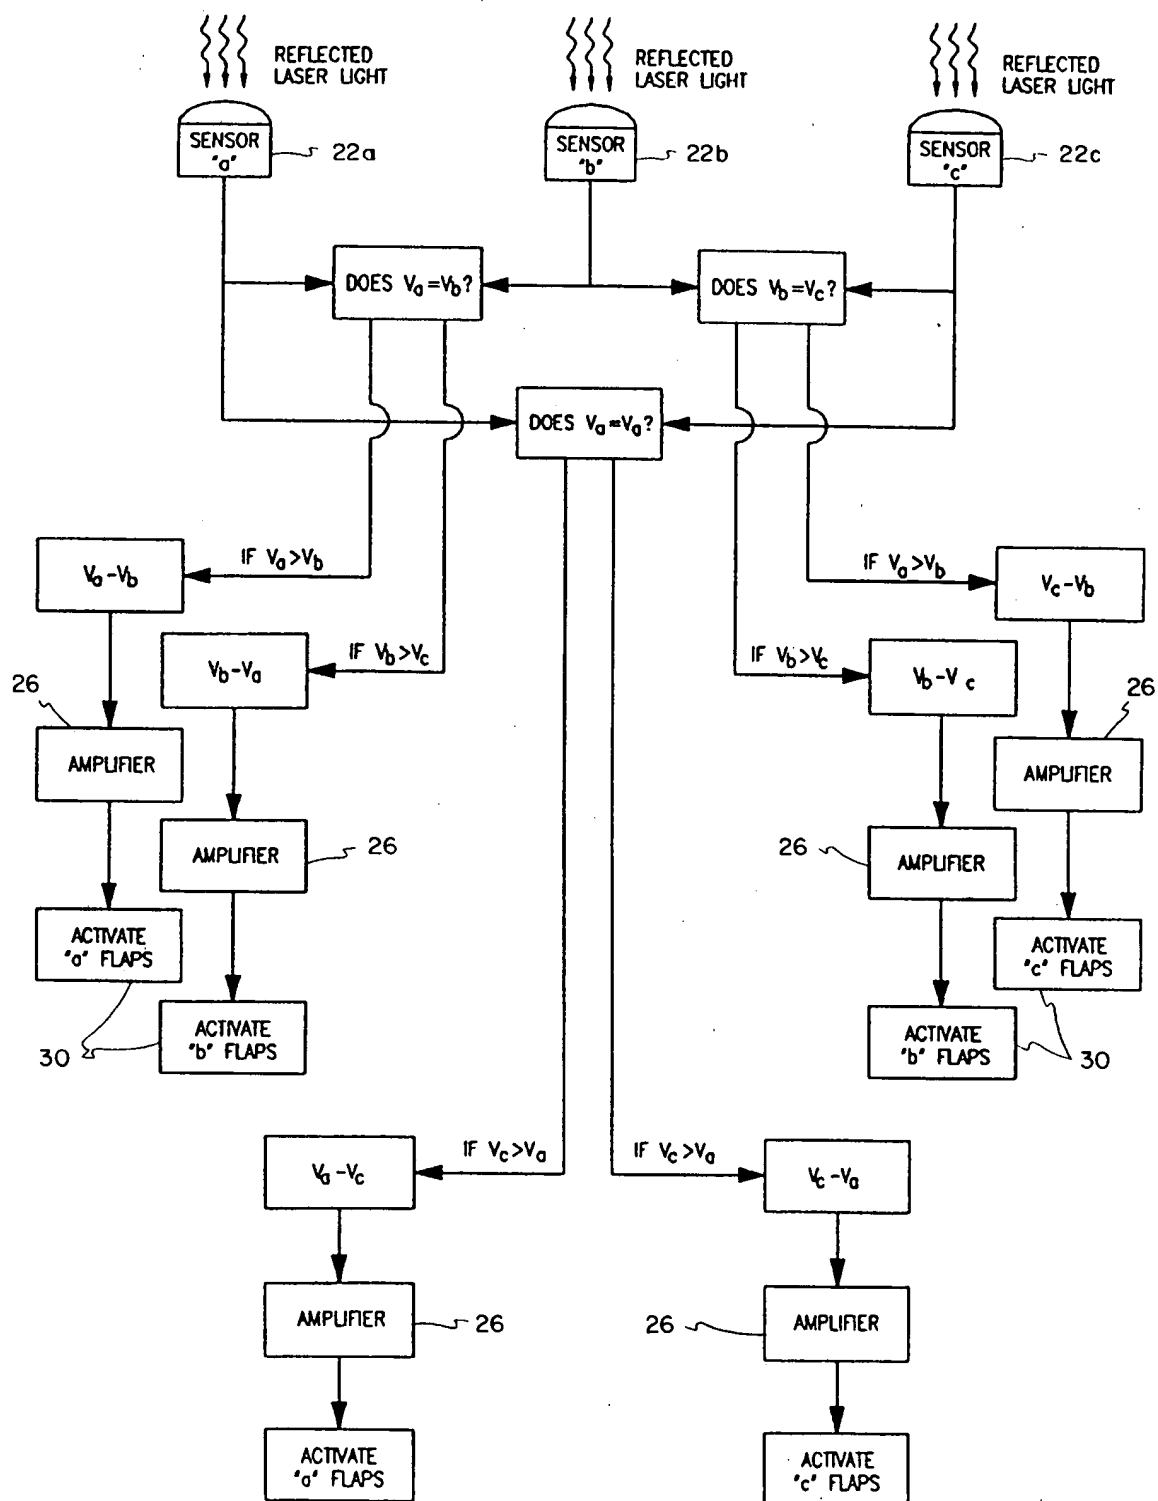 REFLECTED
LASER LIGHT
REFLECTED
LASER LIGHT
REFLECTED
LASER LIGHT
SENSOR
"a"
22a
SENSOR
"b"
22b
SENSOR
"c"
22c
DOES Va=Vb?
DOES Vb=Vc?
DOES Va=Va?
Va-Vb
IF Va>Vb
IF Va>Vb
Vc-Vb
Vb-Va
IF Vb>Vc
IF Vb>Vc
Vb-Vc
26
26
AMPLIFIER
AMPLIFIER
AMPLIFIER
26
26
AMPLIFIER
ACTIVATE
"a" FLAPS
ACTIVATE
"c" FLAPS
30
ACTIVATE
"b" FLAPS
ACTIVATE
"b" FLAPS
30
Va-Vc
IF Vc>Va
IF Vc>Va
Vc-Va
AMPLIFIER
26
26
AMPLIFIER
ACTIVATE
"a" FLAPS
ACTIVATE
"c" FLAPS